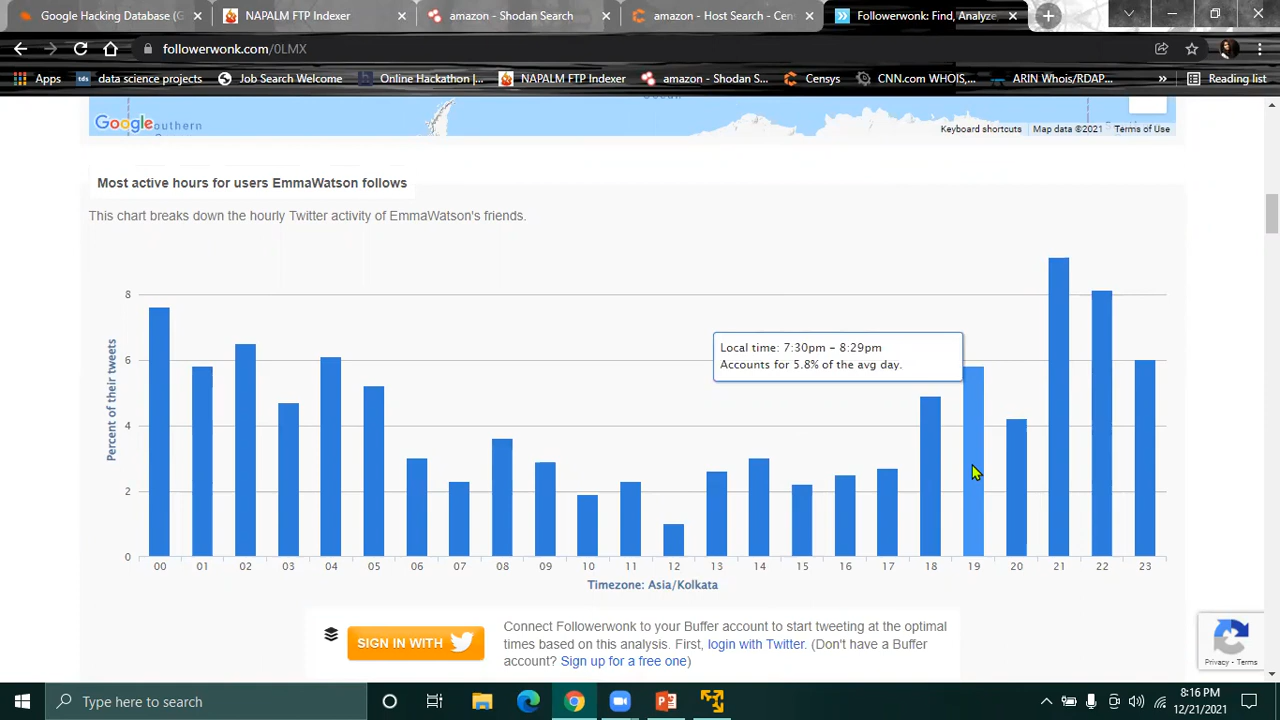 Google Hacking Database (G
NAPALM FTP Indexer
amazon - Shodan Search
amazon - Host Search - Cen
Followerwonk: Find, Analyze
followerwonk.com/0LMX
Apps
data science projects
Job Search Welcome
Online Hackathon |...
NAPALM FTP Indexer
amazon - Shodan S...
Censys
CNN.com WHOIS,...
ARIN Whois/RDAP...
»
Reading list
Google
Southern
Keyboard shortcuts
Map data ©2021
Terms of Use
Most active hours for users EmmaWatson follows
This chart breaks down the hourly Twitter activity of EmmaWatson's friends.
Percent of their tweets
8
6
4
2
0
Local time: 7:30pm – 8:29pm
Accounts for 5.8% of the avg day.
00 01 02 03 04 05 06 07 08 09 10 11 12 13 14 15 16 17 18 19 20 21 22 23
Timezone: Asia/Kolkata
SIGN IN WITH
Connect Followerwonk to your Buffer account to start tweeting at the optimal
times based on this analysis. First, login with Twitter. (Don't have a Buffer
account? Sign up for a free one)
Privacy - Terms
Type here to search
8:16 PM
12/21/2021